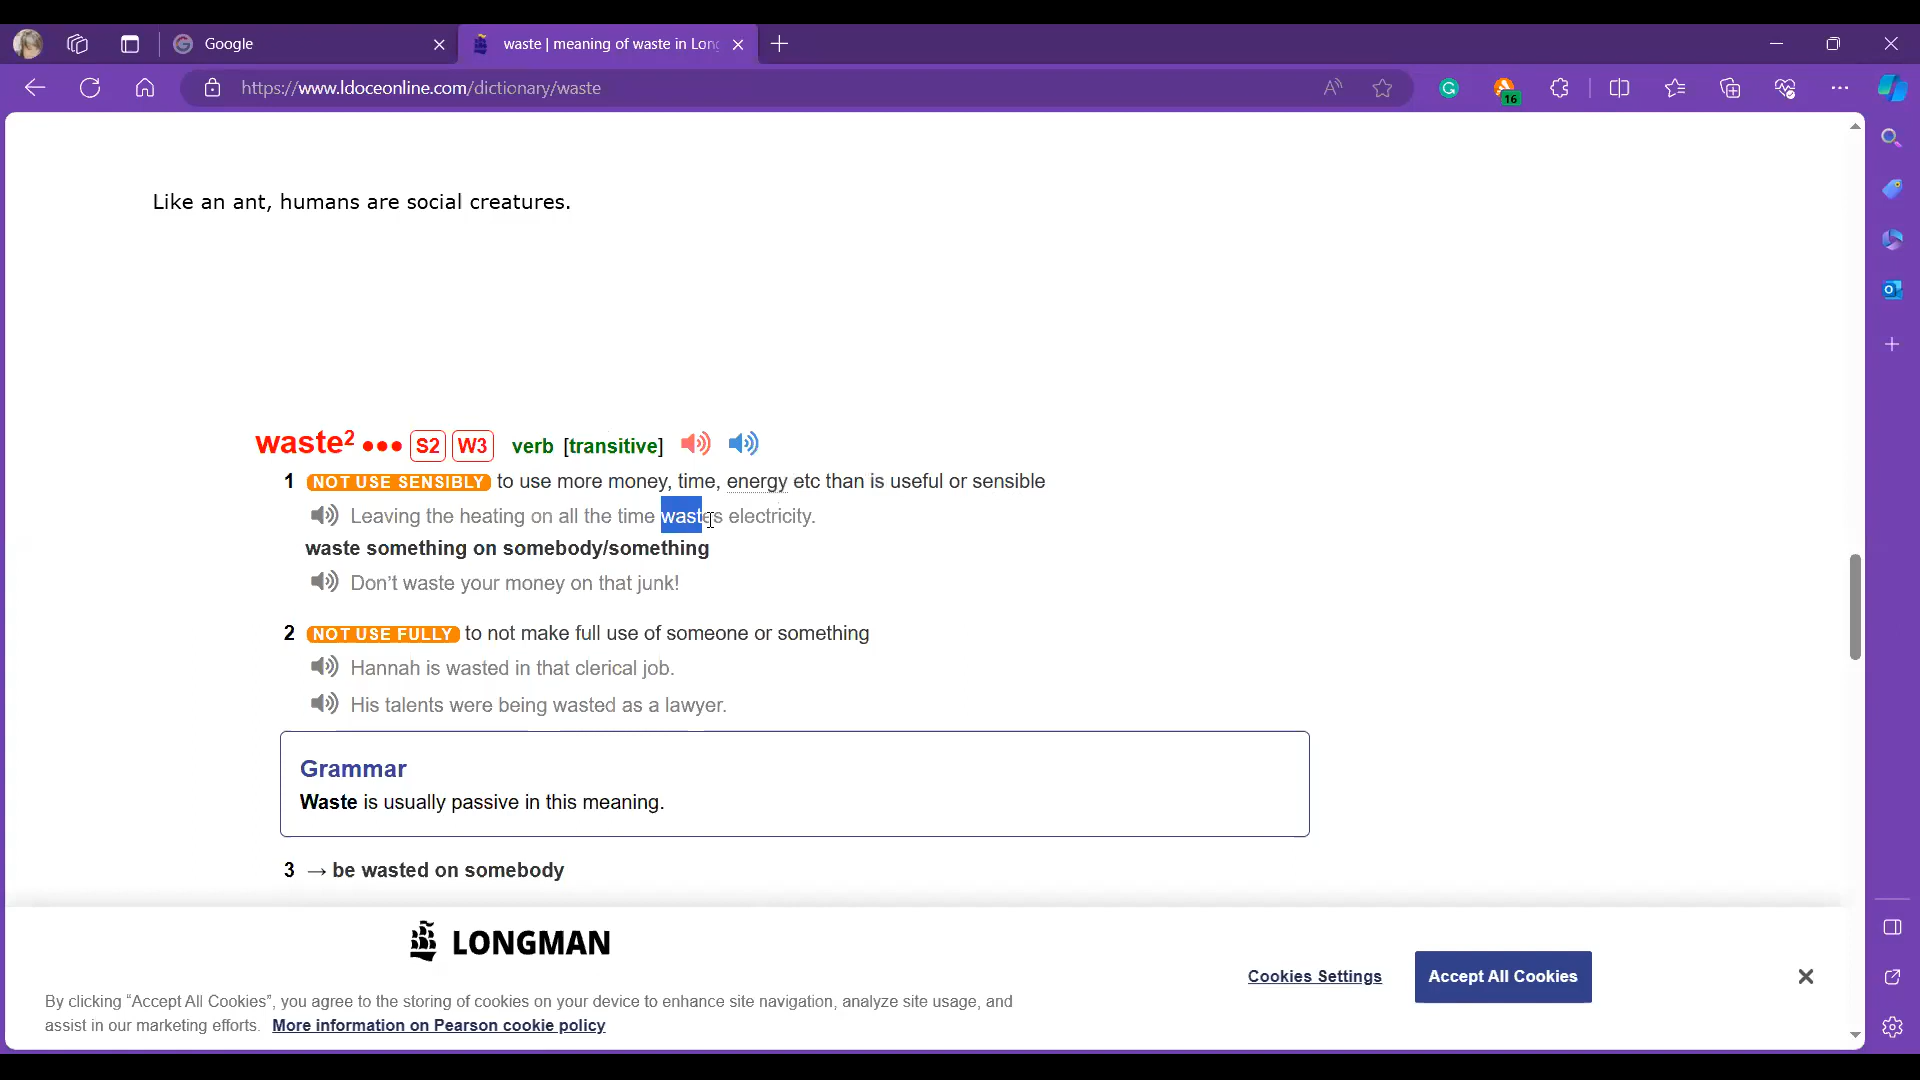 Google
waste | meaning of waste in Lon
https://www.ldoceonline.com/dictionary/waste
16
Like an ant, humans are social creatures.
waste2 ●●● S2 W3 verb [transitive]
1 NOT USE SENSIBLY to use more money, time, energy etc than is useful or sensible
Leaving the heating on all the time wastes electricity.
waste something on somebody/something
Don’t waste your money on that junk!
2 NOT USE FULLY to not make full use of someone or something
Hannah is wasted in that clerical job.
His talents were being wasted as a lawyer.
Grammar
Waste is usually passive in this meaning.
3 → be wasted on somebody
LONGMAN
By clicking “Accept All Cookies”, you agree to the storing of cookies on your device to enhance site navigation, analyze site usage, and
assist in our marketing efforts. More information on Pearson cookie policy
Cookies Settings
Accept All Cookies